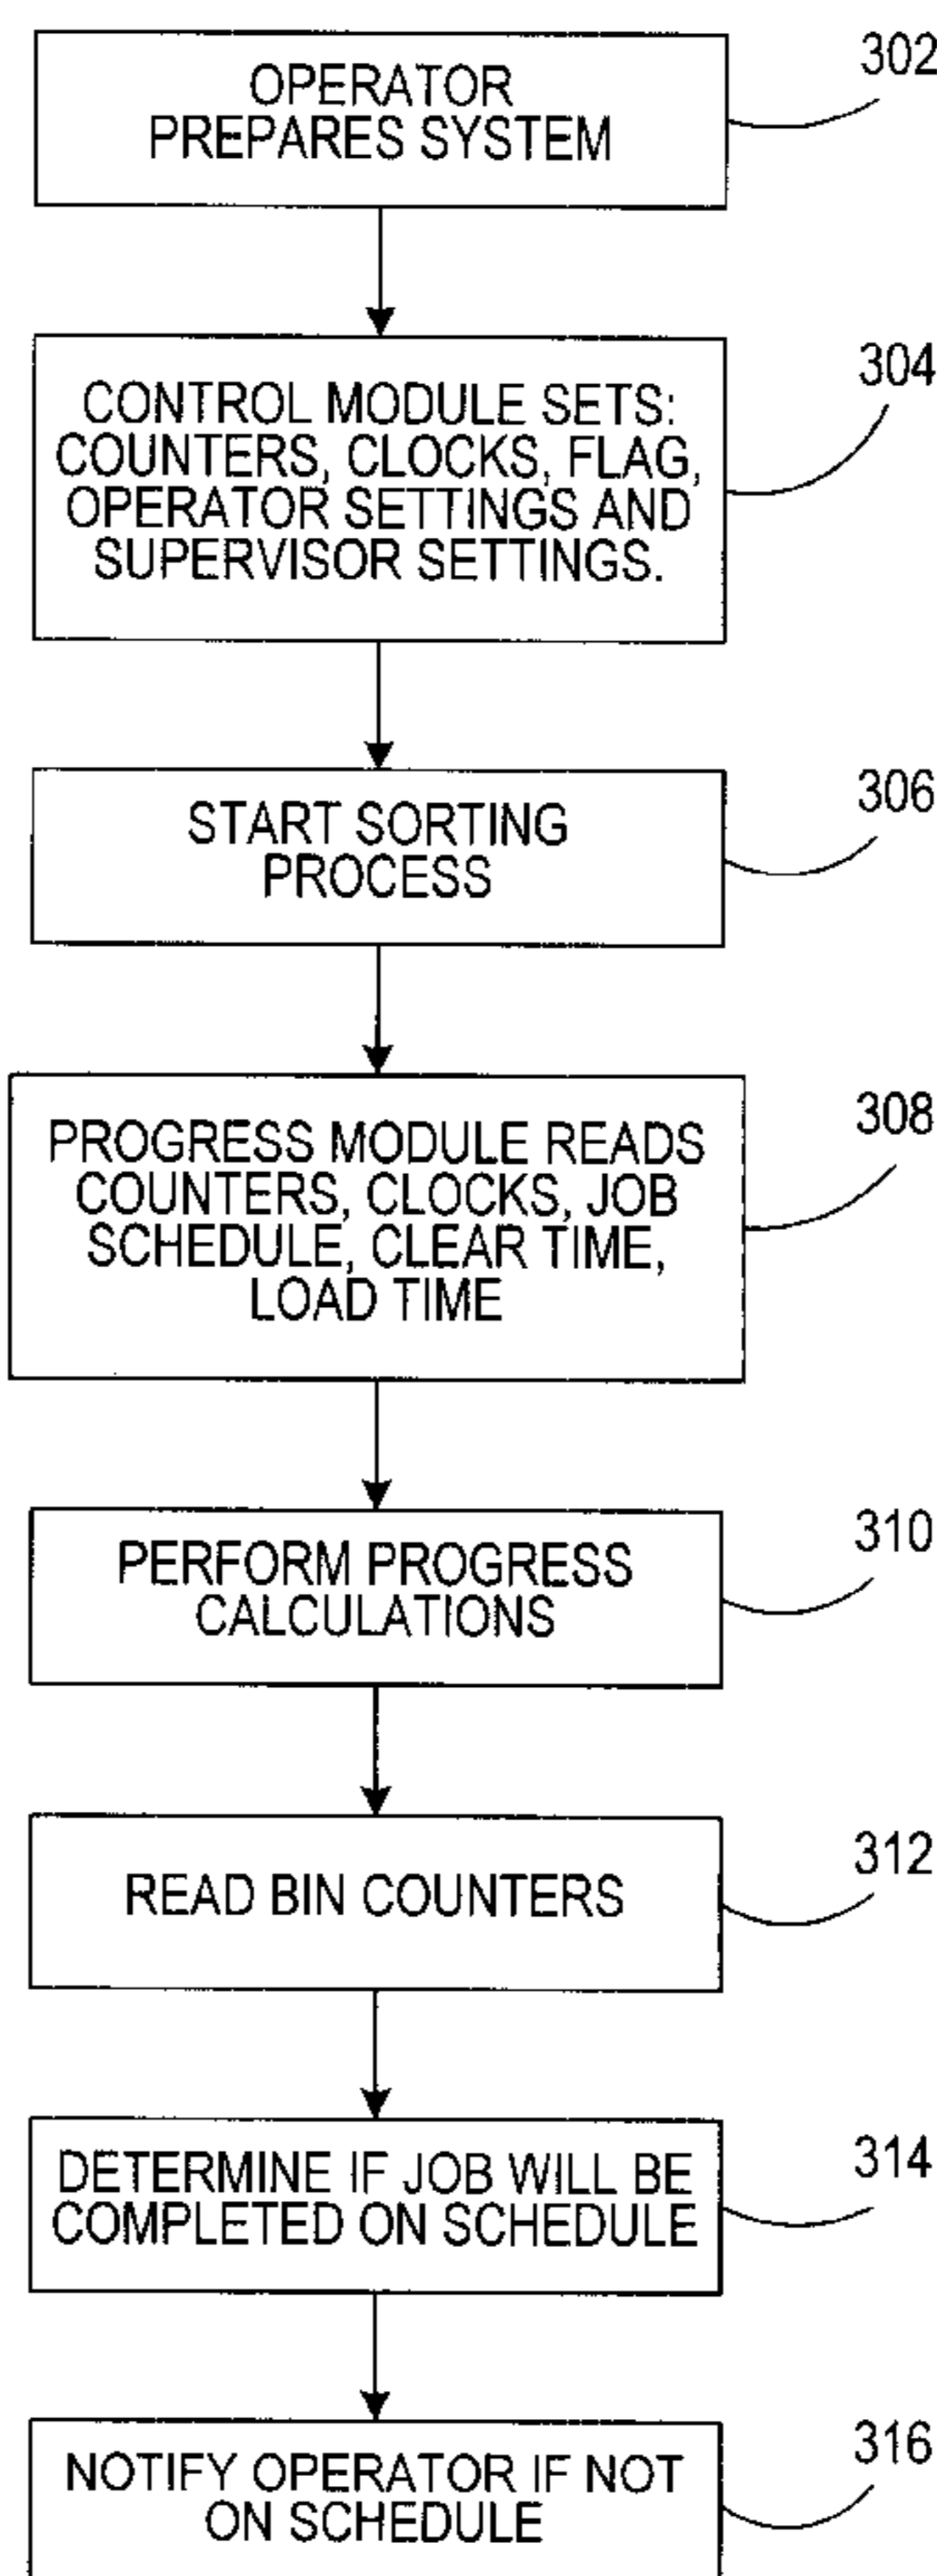 302
OPERATOR
PREPARES SYSTEM
304
CONTROL MODULE SETS:
COUNTERS, CLOCKS, FLAG,
OPERATOR SETTINGS AND
SUPERVISOR SETTINGS.
306
START SORTING
PROCESS
308
PROGRESS MODULE READS
COUNTERS, CLOCKS, JOB
SCHEDULE, CLEAR TIME,
LOAD TIME
310
PERFORM PROGRESS
CALCULATIONS
312
READ BIN COUNTERS
314
DETERMINE IF JOB WILL BE
COMPLETED ON SCHEDULE
316
NOTIFY OPERATOR IF NOT
ON SCHEDULE